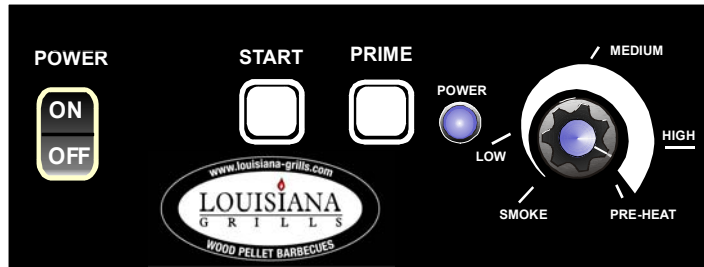 POWER
ON
OFF
START
PRIME
POWER
LOW
SMOKE
MEDIUM
HIGH
PRE-HEAT
www.louisiana-grills.com
LOUISIANA
GRILLS
WOOD PELLET BARBECUES